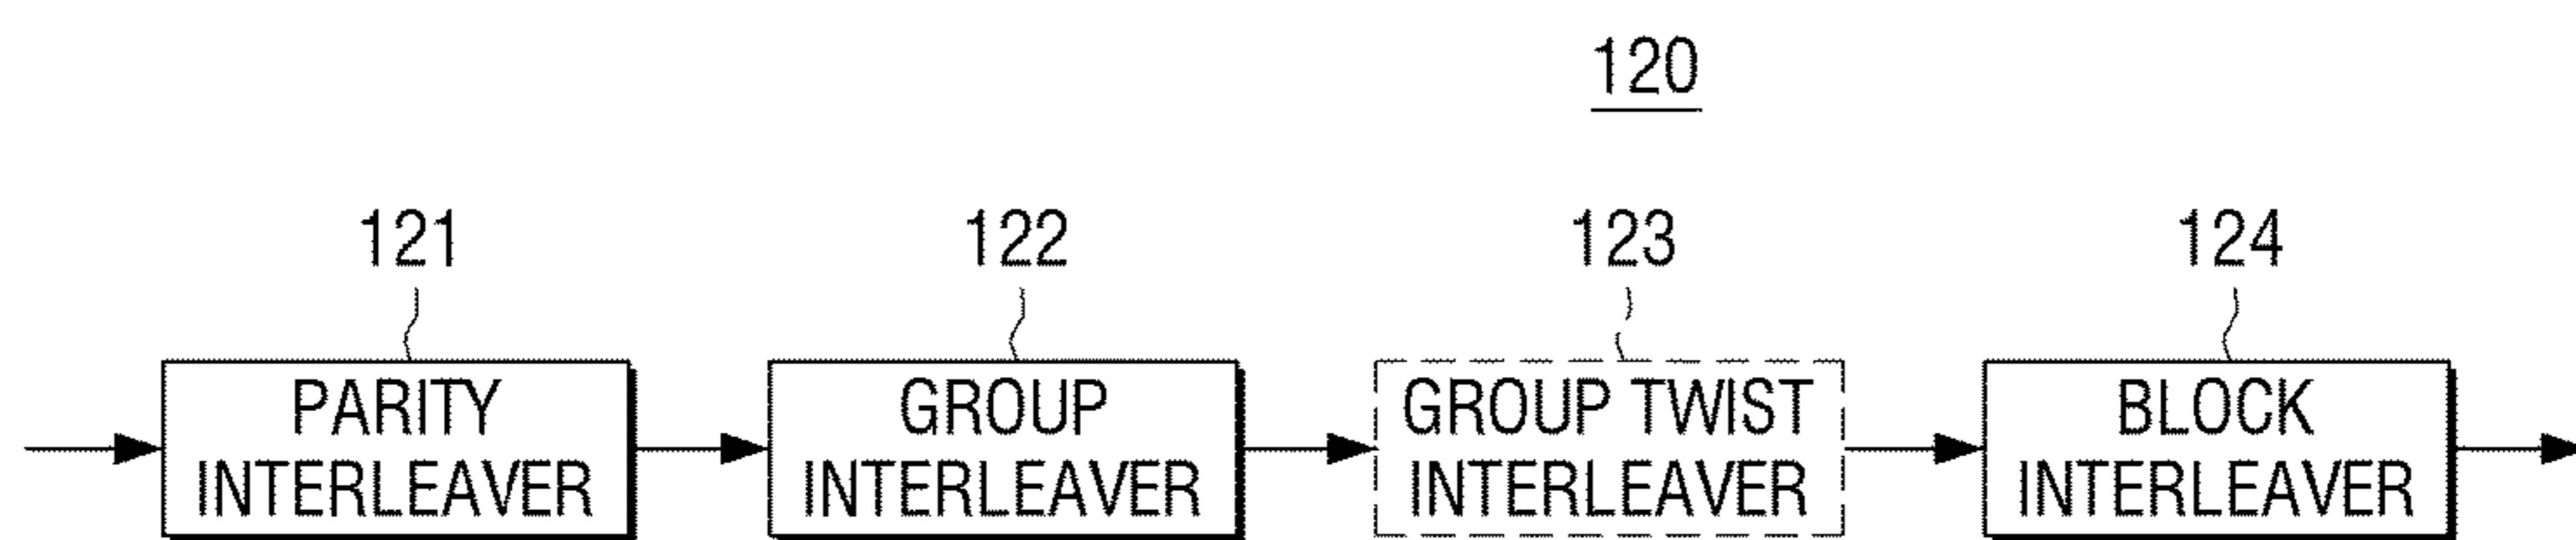 120
121
122
123
124
PARITY
INTERLEAVER
GROUP
INTERLEAVER
GROUP TWIST
INTERLEAVER
BLOCK
INTERLEAVER